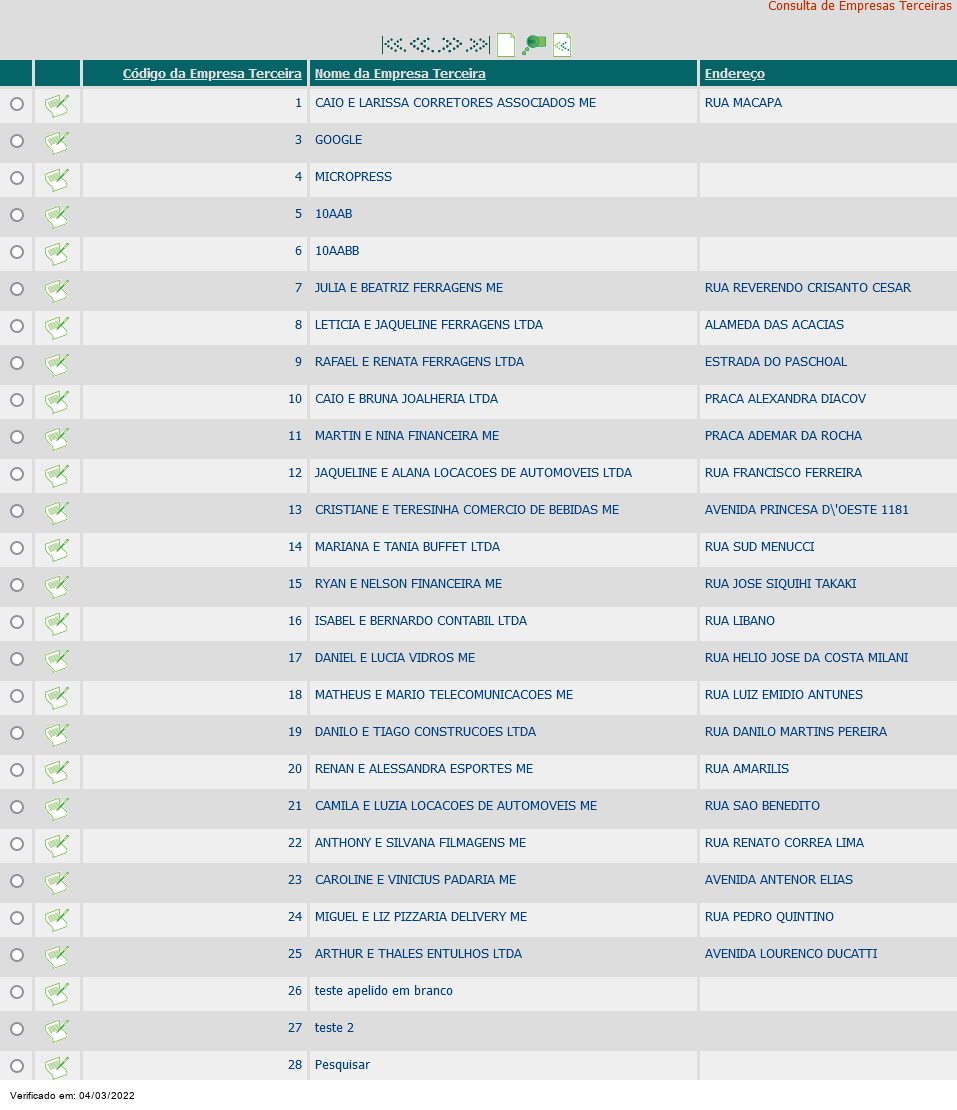 Consulta de Empresas Terceiras
Código da Empresa Terceira Nome da Empresa Terceira Endereço
1 CAIO E LARISSA CORRETORES ASSOCIADOS ME RUA MACAPA
3 GOOGLE
4 MICROPRESS
5 10AAB
6 10AABB
7 JULIA E BEATRIZ FERRAGENS ME RUA REVERENDO CRISANTO CESAR
8 LETICIA E JAQUELINE FERRAGENS LTDA ALAMEDA DAS ACACIAS
9 RAFAEL E RENATA FERRAGENS LTDA ESTRADA DO PASCHOAL
10 CAIO E BRUNA JOALHERIA LTDA PRACA ALEXANDRA DIACOV
11 MARTIN E NINA FINANCEIRA ME PRACA ADEMAR DA ROCHA
12 JAQUELINE E ALANA LOCACOES DE AUTOMOVEIS LTDA RUA FRANCISCO FERREIRA
13 CRISTIANE E TERESINHA COMERCIO DE BEBIDAS ME AVENIDA PRINCESA D\'OESTE 1181
14 MARIANA E TANIA BUFFET LTDA RUA SUD MENUCCI
15 RYAN E NELSON FINANCEIRA ME RUA JOSE SIQUIHI TAKAKI
16 ISABEL E BERNARDO CONTABIL LTDA RUA LIBANO
17 DANIEL E LUCIA VIDROS ME RUA HELIO JOSE DA COSTA MILANI
18 MATHEUS E MARIO TELECOMUNICACOES ME RUA LUIZ EMIDIO ANTUNES
19 DANILO E TIAGO CONSTRUCOES LTDA RUA DANILO MARTINS PEREIRA
20 RENAN E ALESSANDRA ESPORTES ME RUA AMARILIS
21 CAMILA E LUZIA LOCACOES DE AUTOMOVEIS ME RUA SAO BENEDITO
22 ANTHONY E SILVANA FILMAGENS ME RUA RENATO CORREA LIMA
23 CAROLINE E VINICIUS PADARIA ME AVENIDA ANTENOR ELIAS
24 MIGUEL E LIZ PIZZARIA DELIVERY ME RUA PEDRO QUINTINO
25 ARTHUR E THALES ENTULHOS LTDA AVENIDA LOURENCO DUCATTI
26 teste apelido em branco
27 teste 2
28 Pesquisar
Verificado em: 04/03/2022